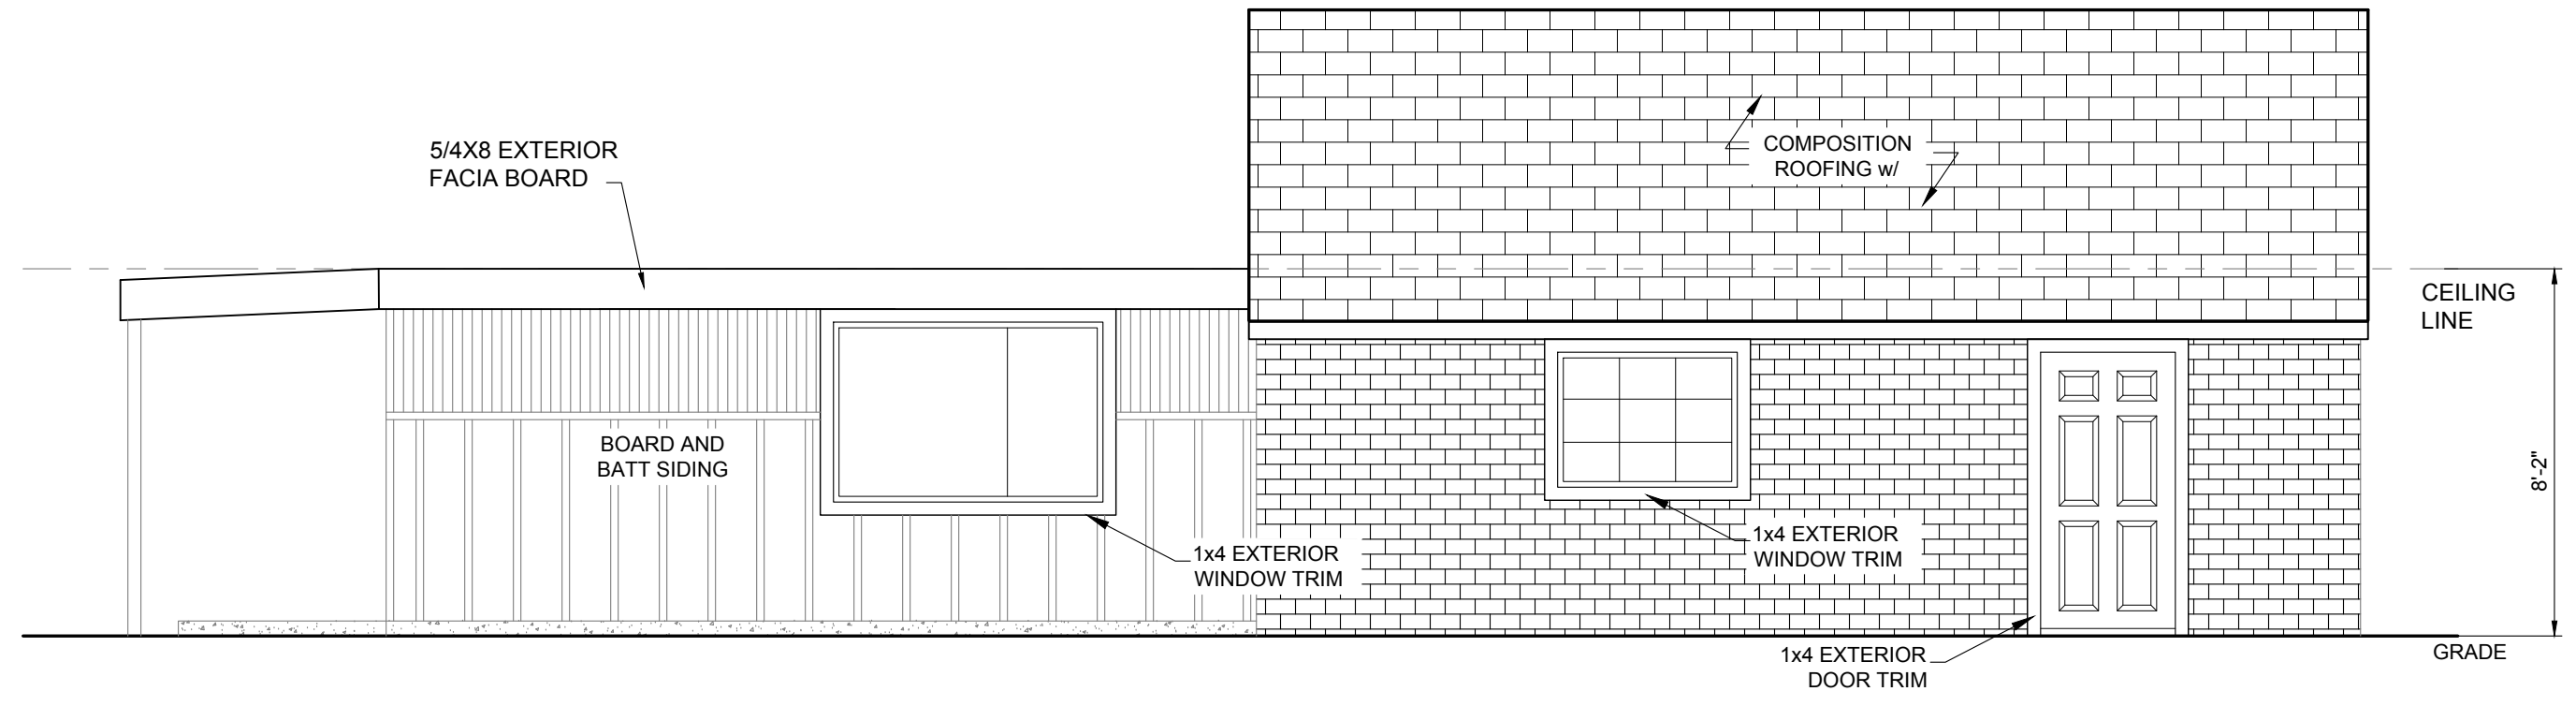 5/4X8 EXTERIOR
FACIA BOARD
COMPOSITION
ROOFING w/
CEILING
LINE
8'-2"
BOARD AND
BATT SIDING
1x4 EXTERIOR
WINDOW TRIM
1x4 EXTERIOR
WINDOW TRIM
1x4 EXTERIOR
DOOR TRIM
GRADE